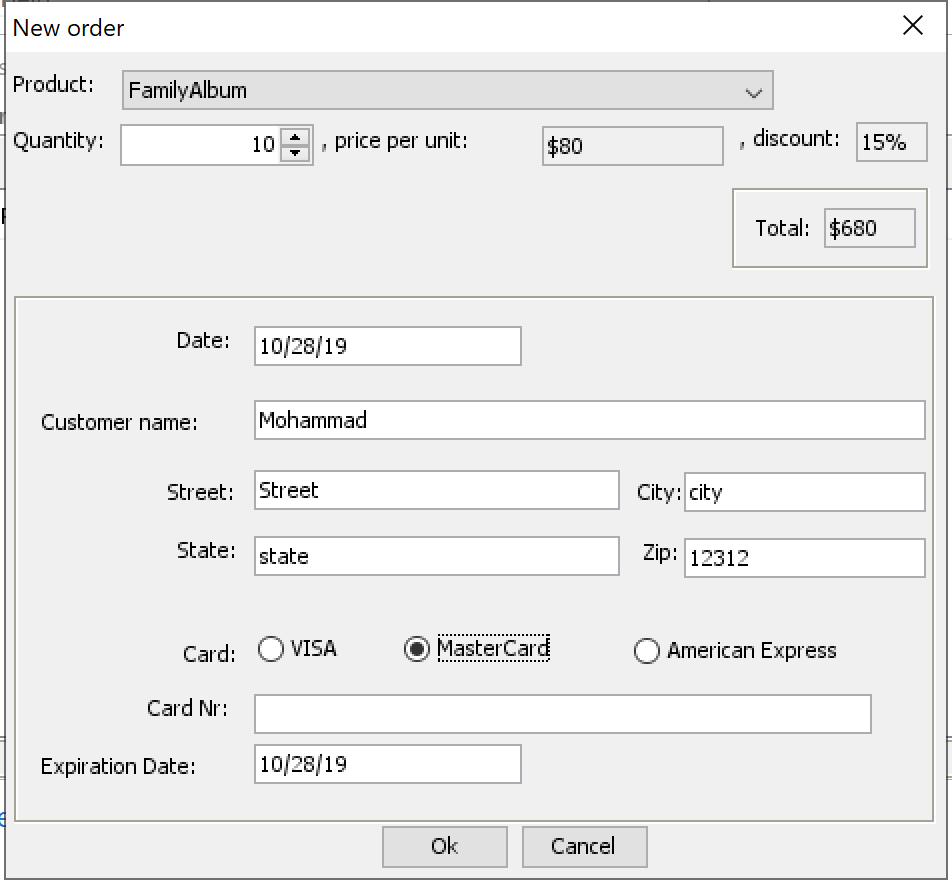 New order
Product: FamilyAlbum
Quantity: 10 , price per unit: $80 , discount: 15%
Total: $680
Date: 10/28/19
Customer name: Mohammad
Street: Street City: city
State: state Zip: 12312
Card: VISA MasterCard American Express
Card Nr:
Expiration Date: 10/28/19
Ok Cancel